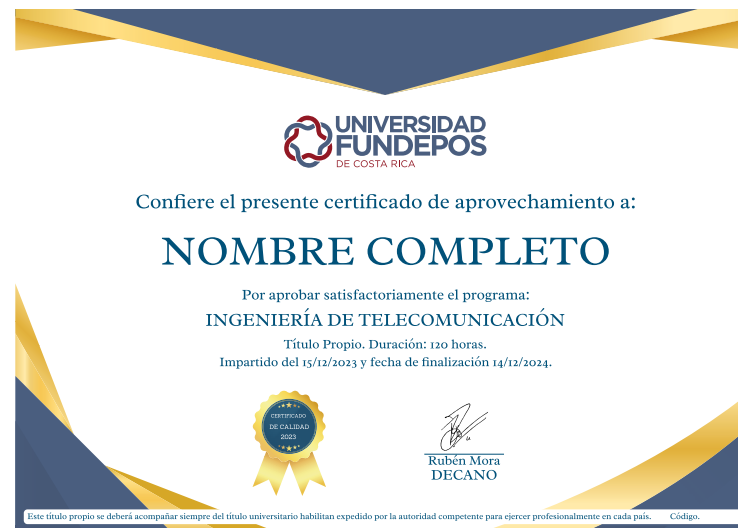 UNIVERSIDAD
FUNDEPOS
DE COSTA RICA
Confiere el presente certificado de aprovechamiento a:
NOMBRE COMPLETO
Por aprobar satisfactoriamente el programa:
INGENIERÍA DE TELECOMUNICACIÓN
Título Propio. Duración: 120 horas.
Impartido del 15/12/2023 y fecha de finalización 14/12/2024.
CERTIFICADO
DE CALIDAD
2023
Rubén Mora
DECANO
Este título propio se deberá acompañar siempre del título universitario habilitan expedido por la autoridad competente para ejercer profesionalmente en cada país. Código.